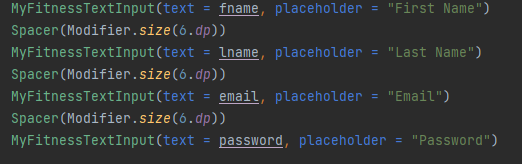 MyFitnessTextInput(text = fname, placeholder = "First Name")
Spacer(Modifier.size(6.dp))
MyFitnessTextInput(text = lname, placeholder = "Last Name")
Spacer(Modifier.size(6.dp))
MyFitnessTextInput(text = email, placeholder = "Email")
Spacer(Modifier.size(6.dp))
MyFitnessTextInput(text = password, placeholder = "Password")